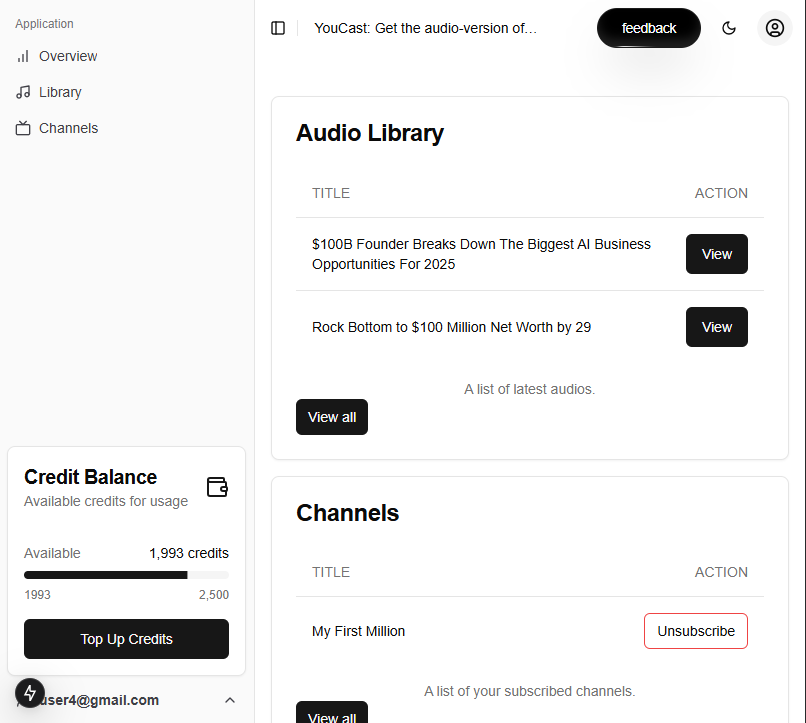 Application
Overview
Library
Channels
YouCast: Get the audio-version of…
feedback
Audio Library
TITLE
ACTION
$100B Founder Breaks Down The Biggest AI Business
Opportunities For 2025
View
Rock Bottom to $100 Million Net Worth by 29
View
A list of latest audios.
View all
Channels
TITLE
ACTION
My First Million
Unsubscribe
A list of your subscribed channels.
View all
Credit Balance
Available credits for usage
Available
1,993 credits
1993
2,500
Top Up Credits
user4@gmail.com